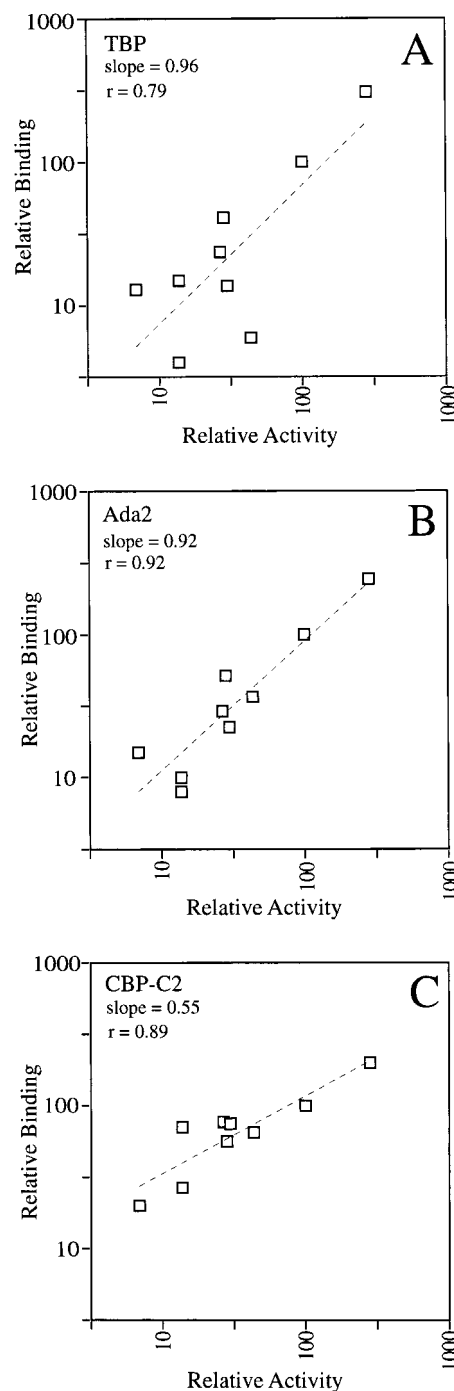 A
TBP
slope = 0.96
r = 0.79
1000
100
10
Relative Binding
10
100
1000
Relative Activity
B
Ada2
slope = 0.92
r = 0.92
1000
100
10
Relative Binding
10
100
1000
Relative Activity
C
CBP-C2
slope = 0.55
r = 0.89
1000
100
10
Relative Binding
10
100
1000
Relative Activity